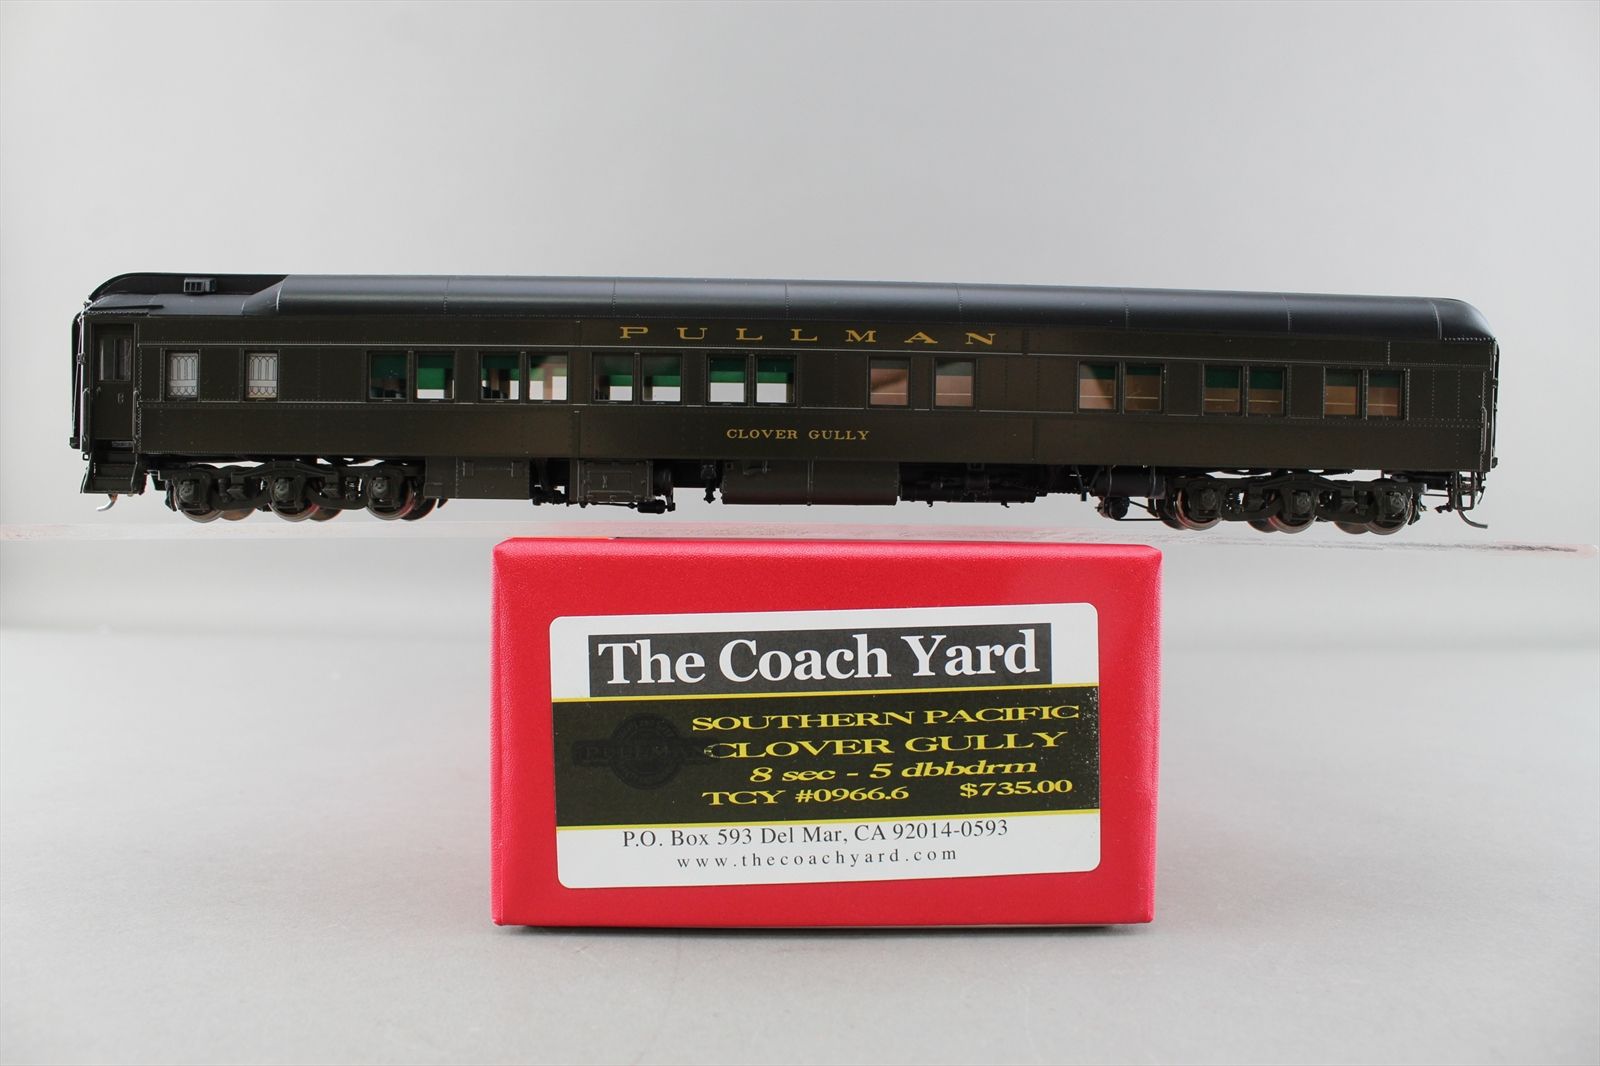 PULLMAN
CLOVER GULLY
The Coach Yard
SOUTHERN PACIFIC
PULLMAN
CLOVER GULLY
8 sec - 5 dbbdrm
TCY #0966.6 $735.00
P.O. Box 593 Del Mar, CA 92014-0593
www.thecoachyard.com